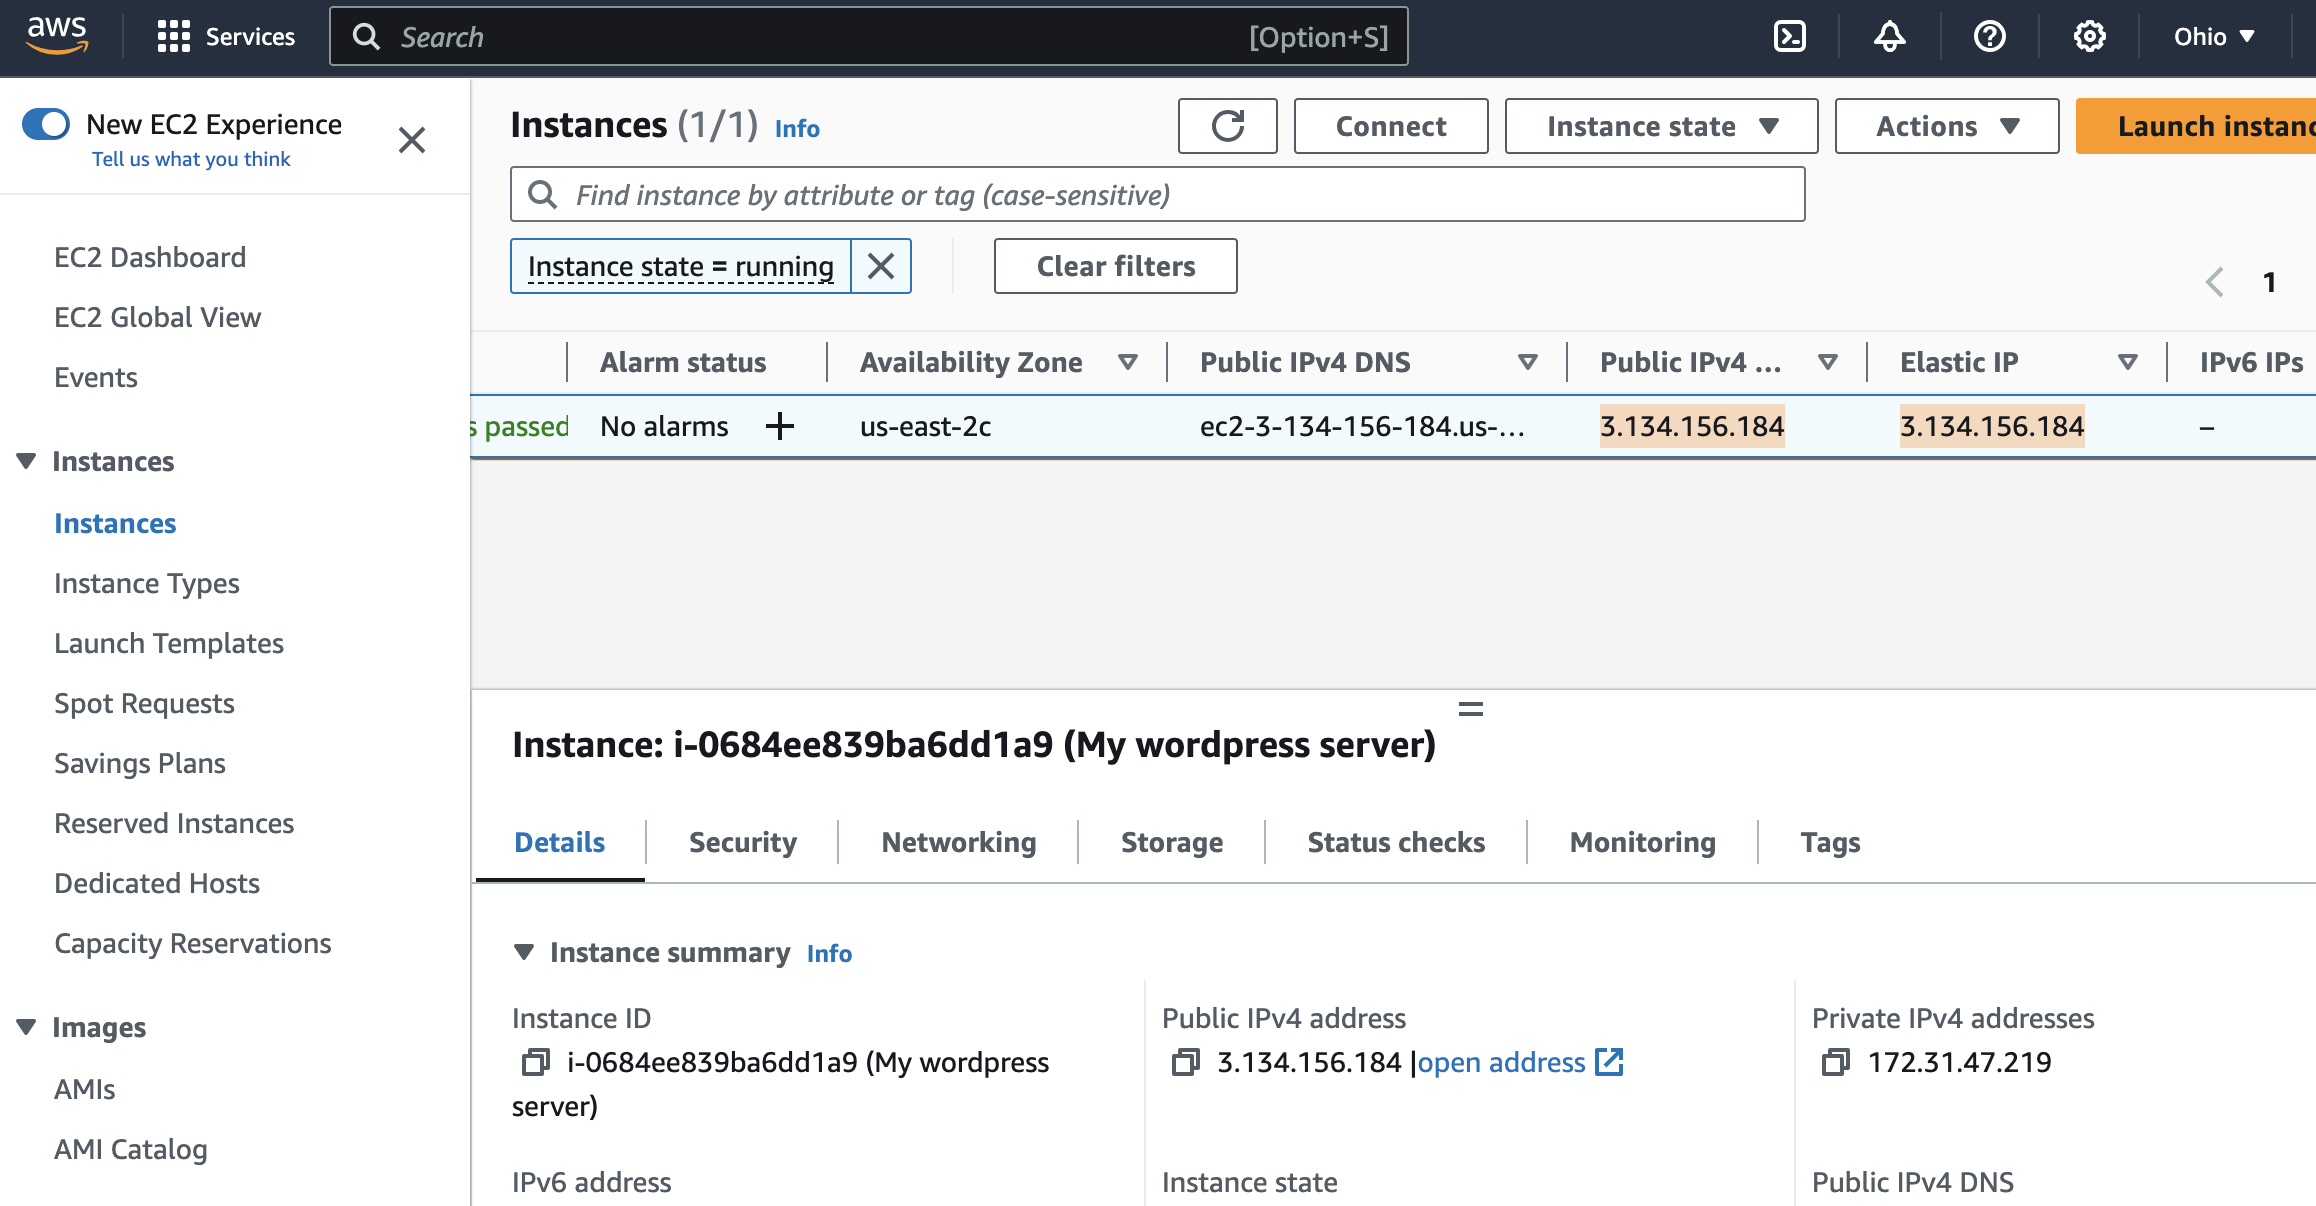 aws
Services
Search
[Option+S]
Ohio
New EC2 Experience
Tell us what you think
EC2 Dashboard
EC2 Global View
Events
Instances
Instances
Instance Types
Launch Templates
Spot Requests
Savings Plans
Reserved Instances
Dedicated Hosts
Capacity Reservations
Images
AMIs
AMI Catalog
Instances (1/1) Info
Connect
Instance state
Actions
Launch instanc
Find instance by attribute or tag (case-sensitive)
Instance state = running
Clear filters
1
Alarm status
Availability Zone
Public IPv4 DNS
Public IPv4 ...
Elastic IP
IPv6 IPs
s passed
No alarms +
us-east-2c
ec2-3-134-156-184.us-...
3.134.156.184
3.134.156.184
–
Instance: i-0684ee839ba6dd1a9 (My wordpress server)
Details
Security
Networking
Storage
Status checks
Monitoring
Tags
Instance summary Info
Instance ID
i-0684ee839ba6dd1a9 (My wordpress
server)
Public IPv4 address
3.134.156.184 |open address
Private IPv4 addresses
172.31.47.219
IPv6 address
Instance state
Public IPv4 DNS